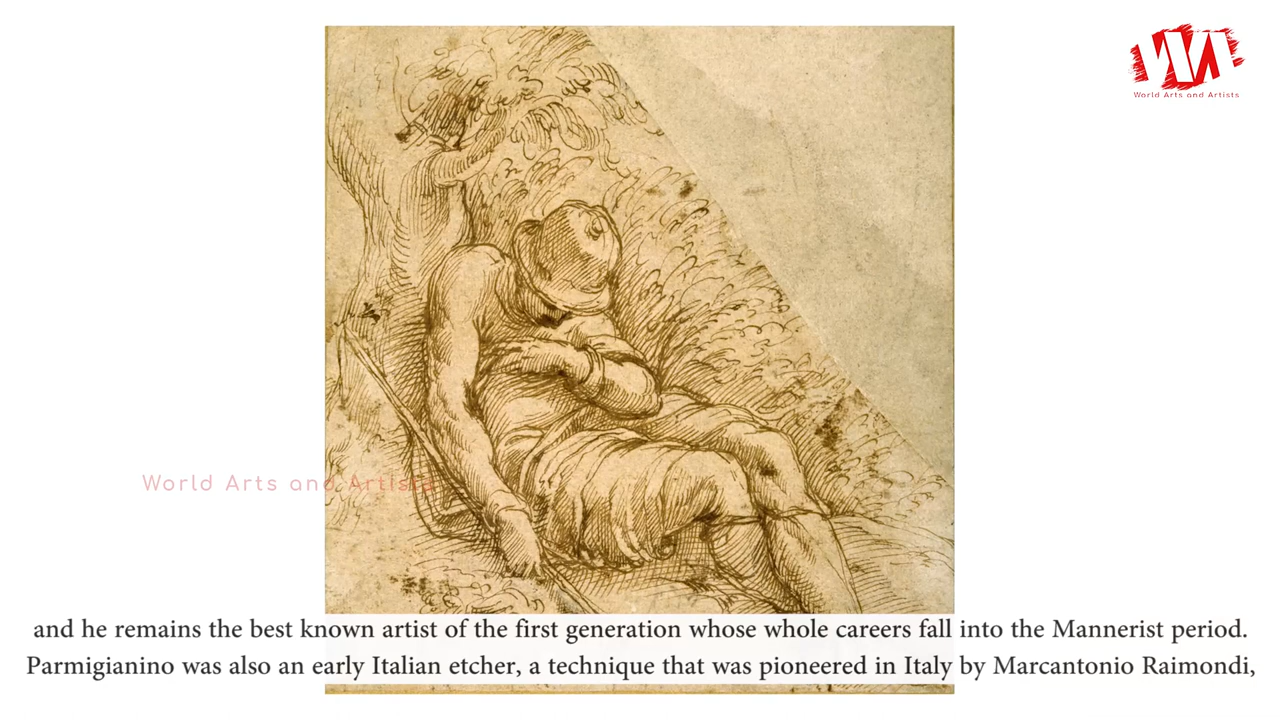 World Arts and Artists
World Arts and Artists
and he remains the best known artist of the first generation whose whole careers fall into the Mannerist period.
Parmigianino was also an early Italian etcher, a technique that was pioneered in Italy by Marcantonio Raimondi,